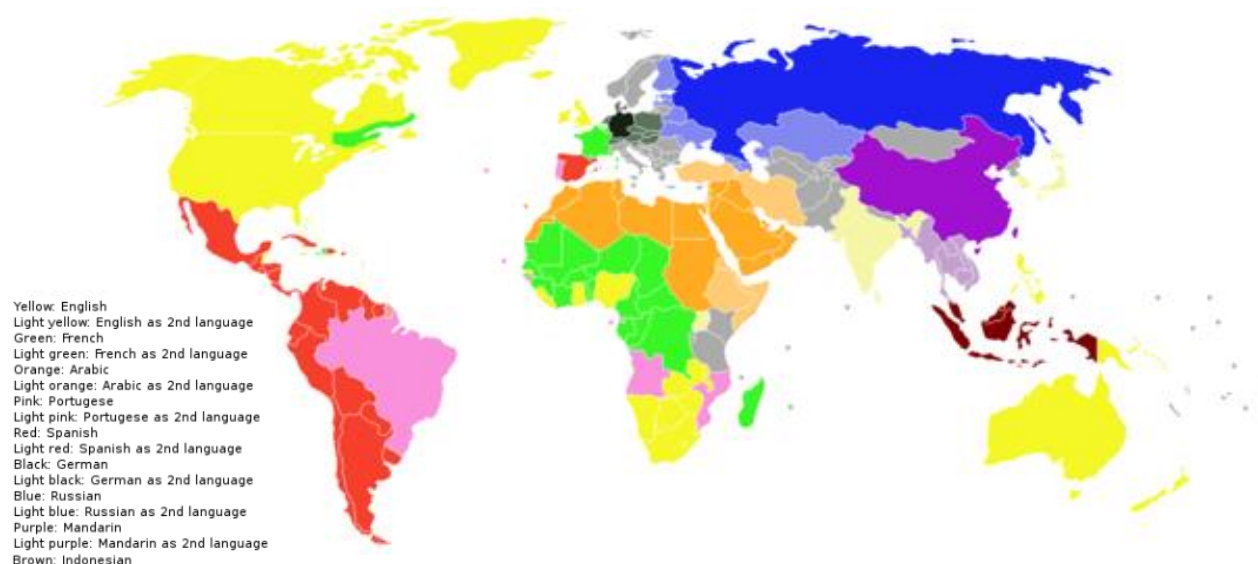 Yellow: English
Light yellow: English as 2nd language
Green: French
Light green: French as 2nd language
Orange: Arabic
Light orange: Arabic as 2nd language
Pink: Portugese
Light pink: Portugese as 2nd language
Red: Spanish
Light red: Spanish as 2nd language
Black: German
Light black: German as 2nd language
Blue: Russian
Light blue: Russian as 2nd language
Purple: Mandarin
Light purple: Mandarin as 2nd language
Brown: Indonesian